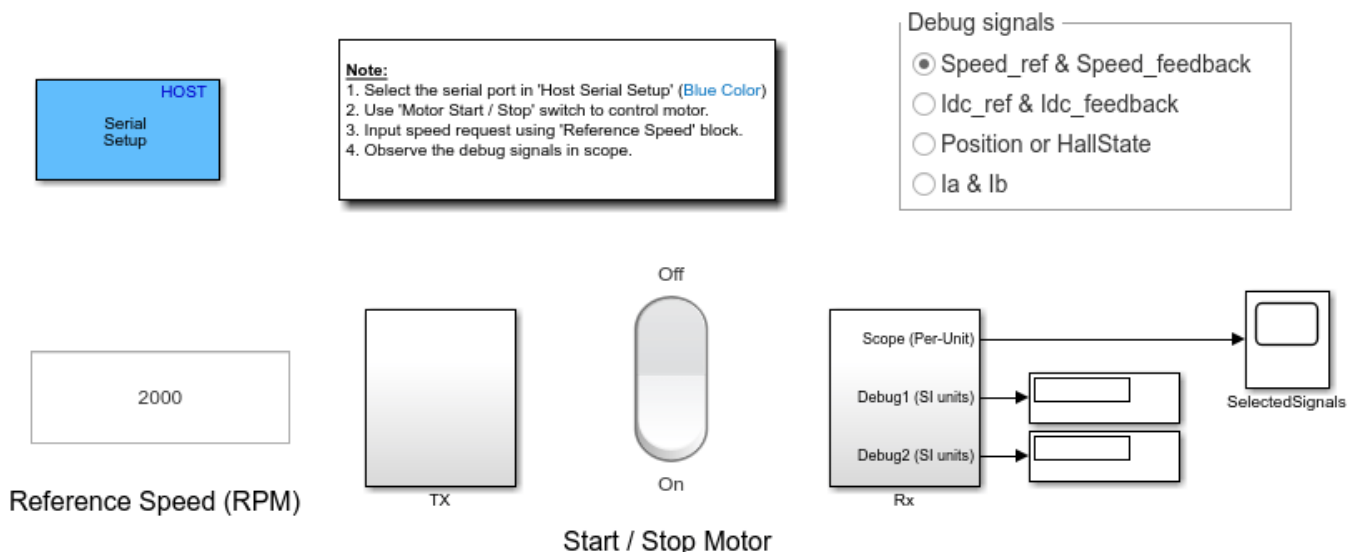 HOST
Serial
Setup
Note:
1. Select the serial port in 'Host Serial Setup' (Blue Color)
2. Use 'Motor Start / Stop' switch to control motor.
3. Input speed request using 'Reference Speed' block.
4. Observe the debug signals in scope.
Debug signals
Speed_ref & Speed_feedback
Idc_ref & Idc_feedback
Position or HallState
Ia & Ib
2000
Reference Speed (RPM)
TX
Off
On
Start / Stop Motor
Scope (Per-Unit)
Debug1 (SI units)
Debug2 (SI units)
Rx
SelectedSignals